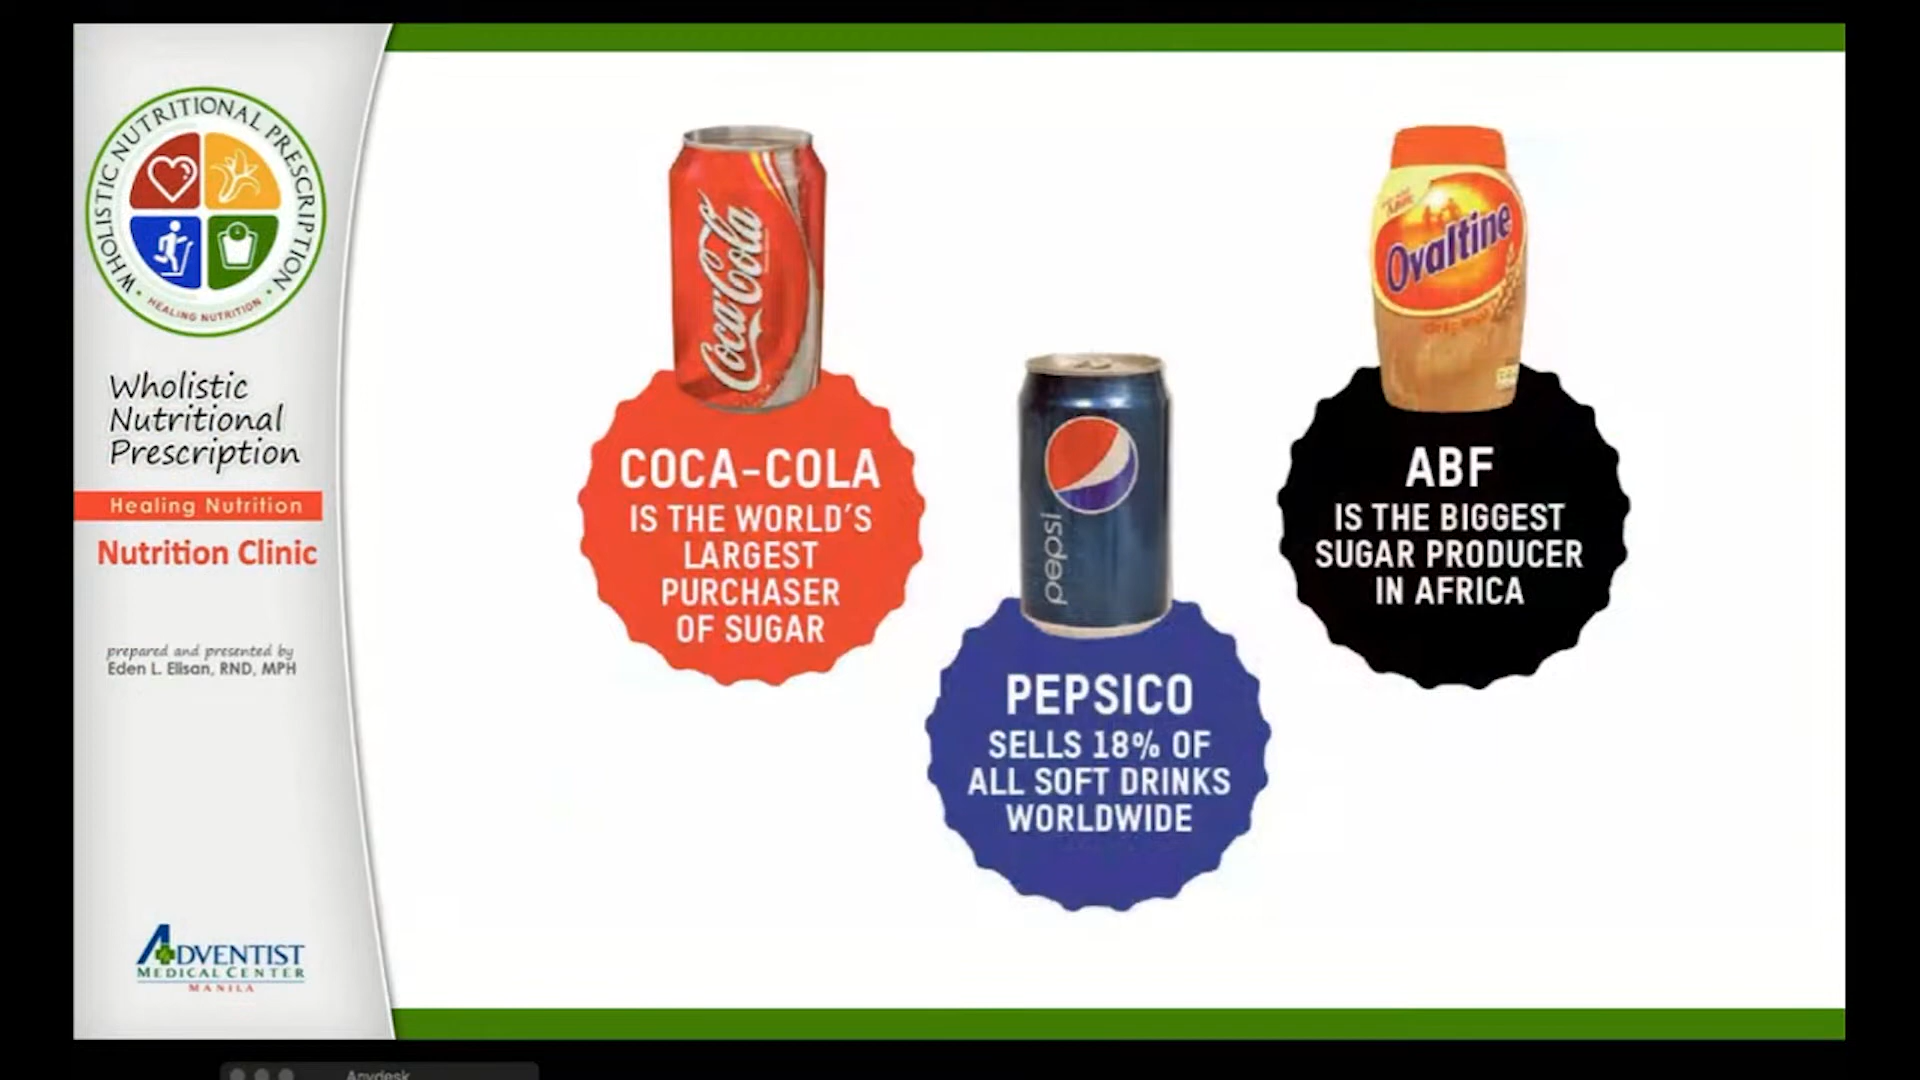 WHOLISTIC NUTRITIONAL PRESCRIPTION
HEALING NUTRITION
Wholistic
Nutritional
Prescription
Healing Nutrition
Nutrition Clinic
prepared and presented by
Eden L. Elisan, RND, MPH
ADVENTIST
MEDICAL CENTER
MANILA
Coca-Cola
COCA-COLA
IS THE WORLD'S
LARGEST
PURCHASER
OF SUGAR
pepsi
PEPSICO
SELLS 18% OF
ALL SOFT DRINKS
WORLDWIDE
Ovaltine
ABF
IS THE BIGGEST
SUGAR PRODUCER
IN AFRICA
Anydesk